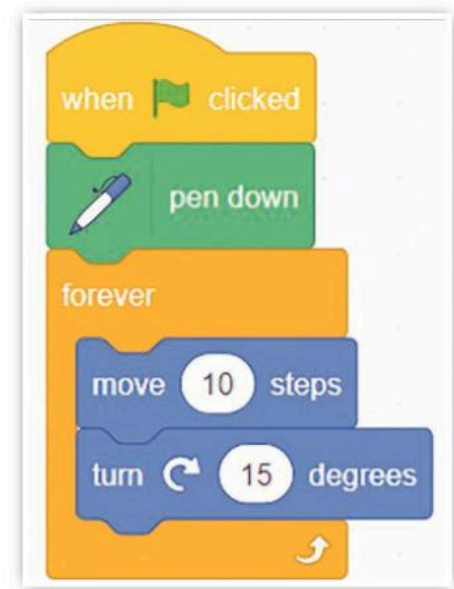 when clicked
pen down
forever
move 10 steps
turn 15 degrees